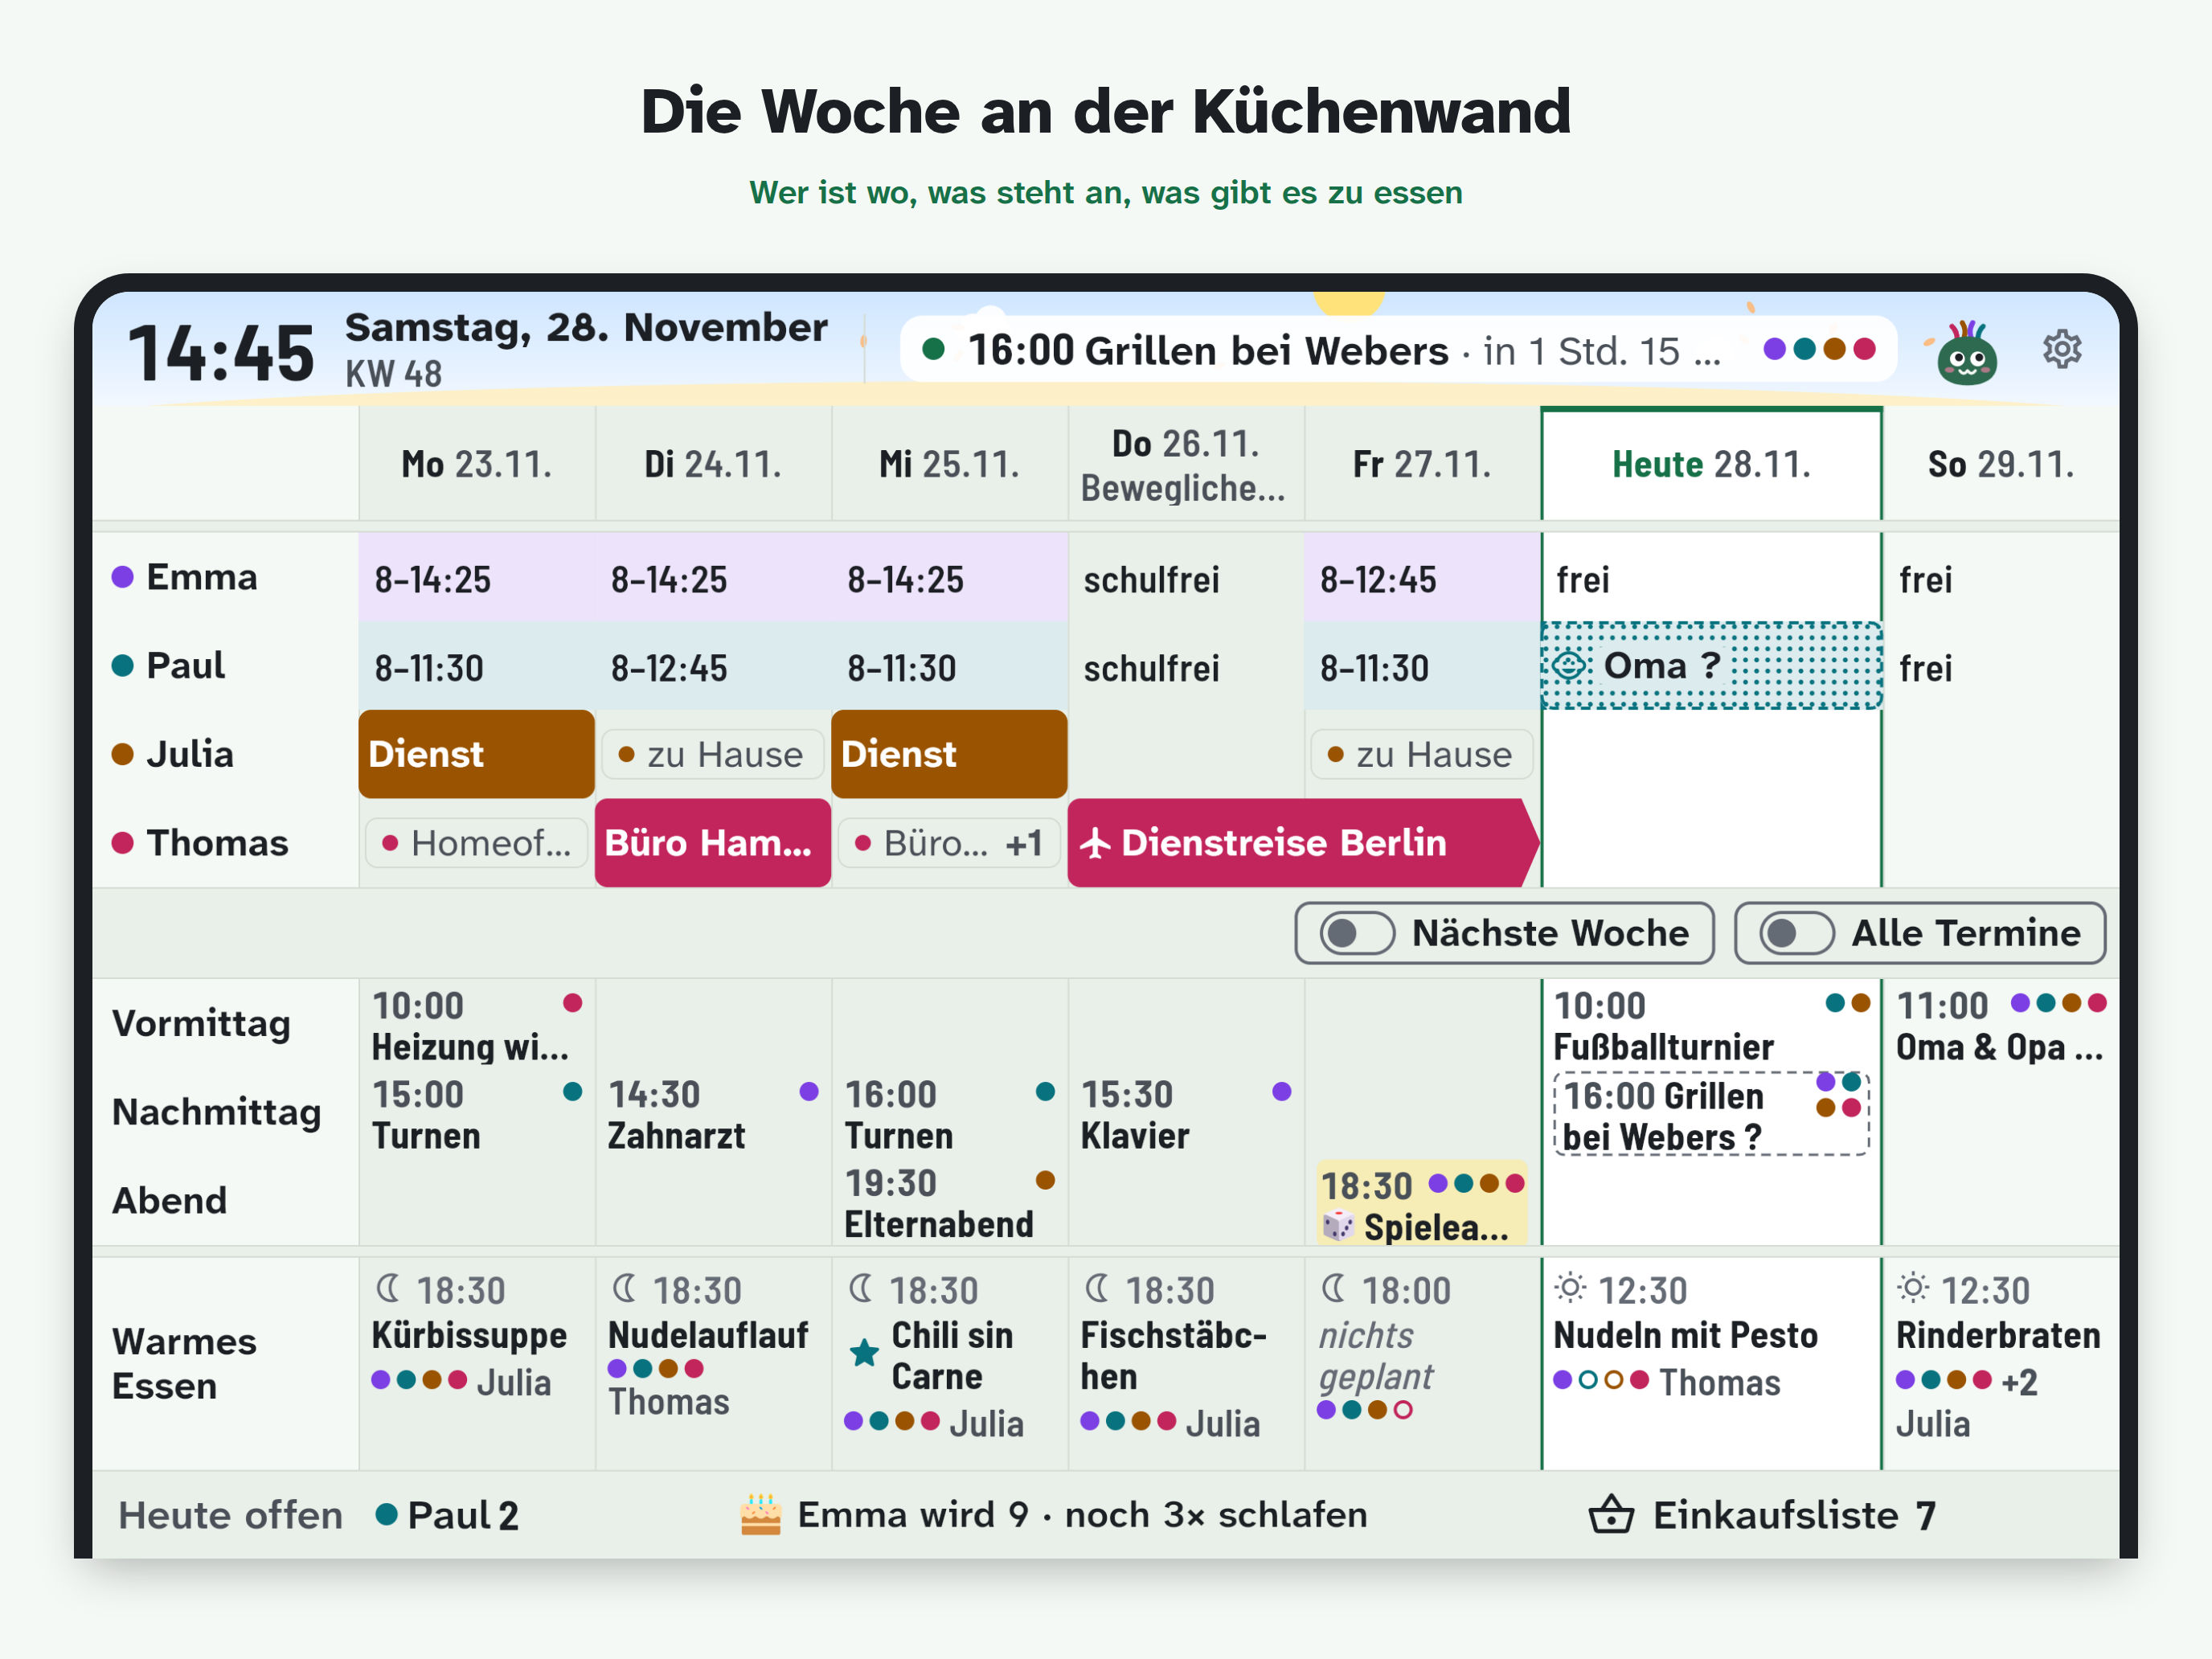 Die Woche an der Küchenwand
Wer ist wo, was steht an, was gibt es zu essen
14:45
Samstag, 28. November
KW 48
16:00 Grillen bei Webers · in 1 Std. 15 ...
Mo 23.11.
Di 24.11.
Mi 25.11.
Do 26.11.
Bewegliche...
Fr 27.11.
Heute 28.11.
So 29.11.
Emma
8–14:25
8–14:25
8–14:25
schulfrei
8–12:45
frei
frei
Paul
8–11:30
8–12:45
8–11:30
schulfrei
8–11:30
Oma ?
frei
Julia
Dienst
zu Hause
Dienst
zu Hause
Thomas
Homeof...
Büro Ham...
Büro... +1
Dienstreise Berlin
Nächste Woche
Alle Termine
Vormittag
10:00
Heizung wi...
10:00
Fußballturnier
11:00
Oma & Opa ...
Nachmittag
15:00
Turnen
14:30
Zahnarzt
16:00
Turnen
15:30
Klavier
16:00 Grillen
bei Webers ?
Abend
19:30
Elternabend
18:30
Spielea...
Warmes
Essen
18:30
Kürbissuppe
Julia
18:30
Nudelauflauf
Thomas
18:30
Chili sin
Carne
Julia
18:30
Fischstäbc-
hen
Julia
18:00
nichts
geplant
12:30
Nudeln mit Pesto
Thomas
12:30
Rinderbraten
+2
Julia
Heute offen
Paul 2
Emma wird 9 · noch 3× schlafen
Einkaufsliste 7